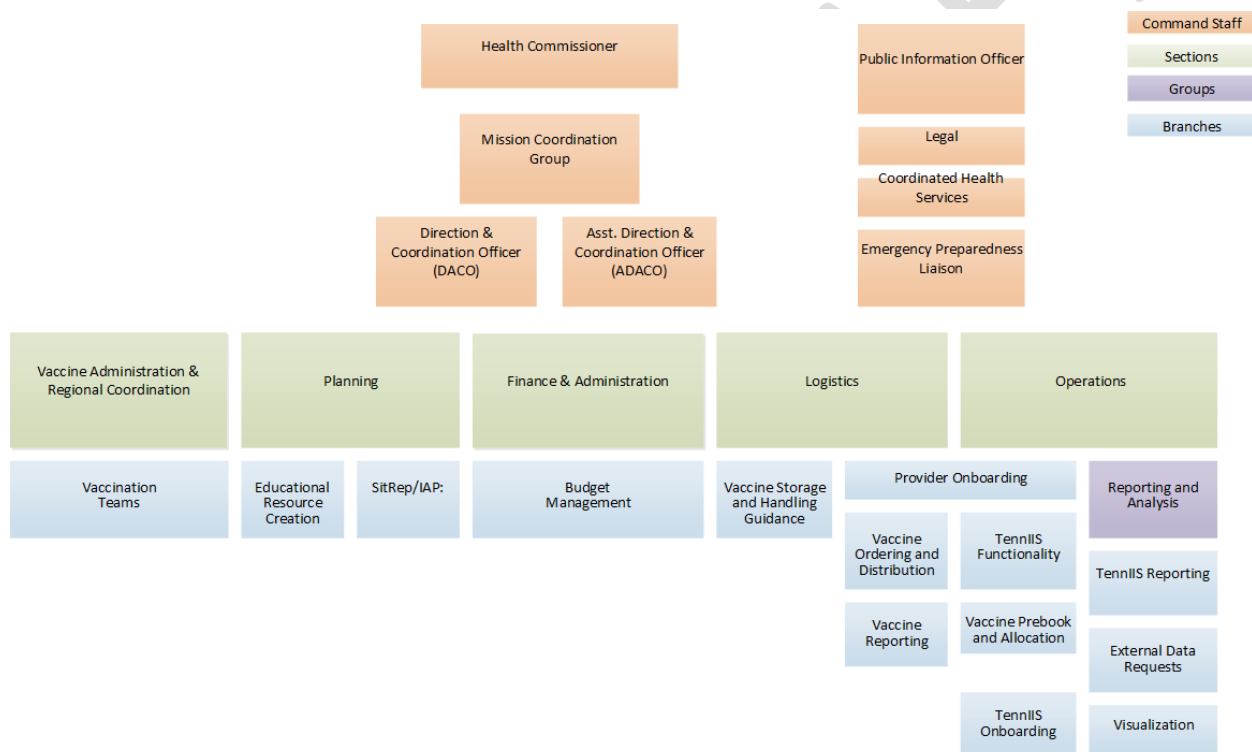 Health Commissioner
Public Information Officer
Command Staff
Sections
Groups
Branches
Mission Coordination
Group
Legal
Coordinated Health
Services
Direction &
Coordination Officer
(DACO)
Asst. Direction &
Coordination Officer
(ADACO)
Emergency Preparedness
Liaison
Vaccine Administration &
Regional Coordination
Planning
Finance & Administration
Logistics
Operations
Vaccination
Teams
Educational
Resource
Creation
SitRep/IAP:
Budget
Management
Vaccine Storage
and Handling
Guidance
Provider Onboarding
Reporting and
Analysis
Vaccine
Ordering and
Distribution
TennIIS
Functionality
TennIIS Reporting
Vaccine
Reporting
Vaccine Prebook
and Allocation
External Data
Requests
TennIIS
Onboarding
Visualization